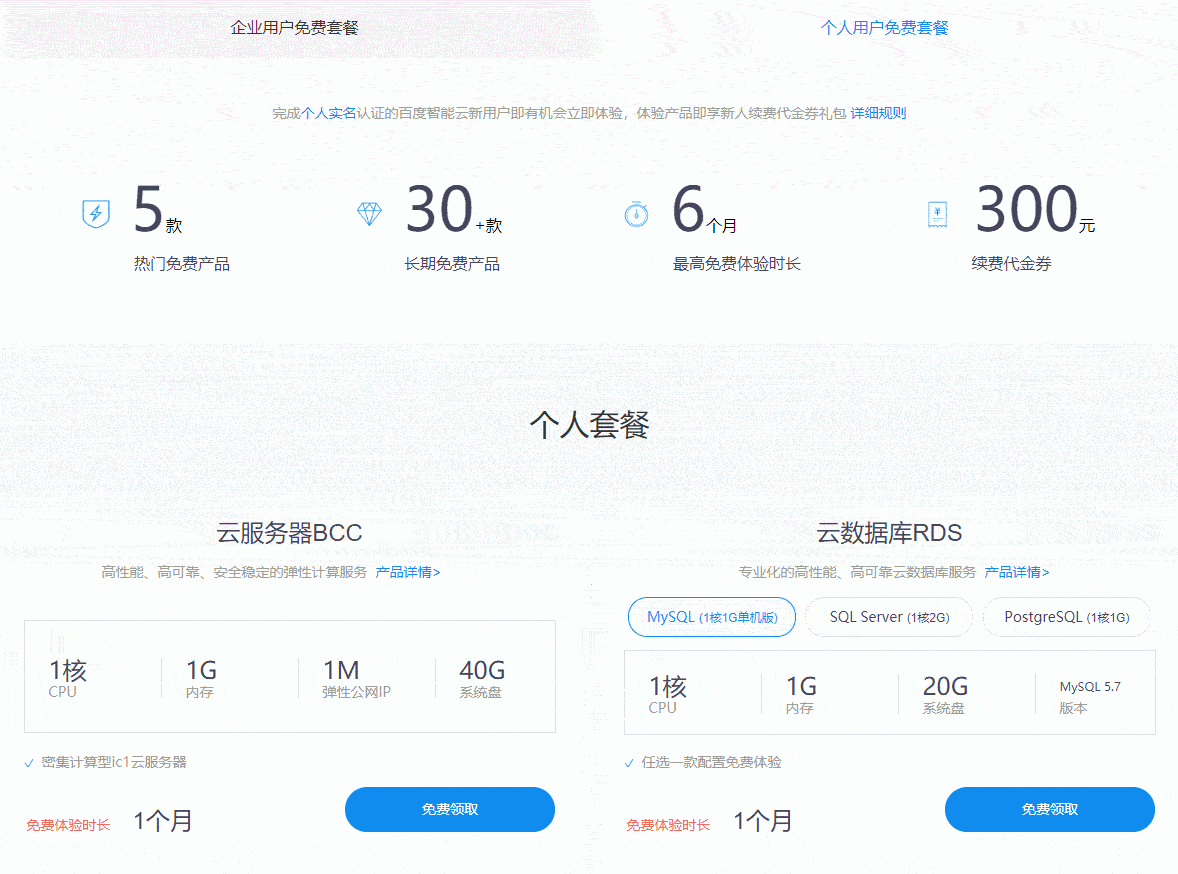 企业用户免费套餐 个人用户免费套餐
完成个人实名认证的百度智能云新用户即有机会立即体验，体验产品即享新人续费代金券礼包 详细规则
5款 30+款 6个月 300元
热门免费产品 长期免费产品 最高免费体验时长 续费代金券
个人套餐
云服务器BCC
高性能、高可靠、安全稳定的弹性计算服务 产品详情>
1核 1G 1M 40G
CPU 内存 弹性公网IP 系统盘
密集计算型ic1云服务器
免费体验时长 1个月 免费领取
云数据库RDS
专业化的高性能、高可靠云数据库服务 产品详情>
MySQL (1核1G单机版) SQL Server (1核2G) PostgreSQL (1核1G)
1核 1G 20G MySQL 5.7
CPU 内存 系统盘 版本
任选一款配置免费体验
免费体验时长 1个月 免费领取